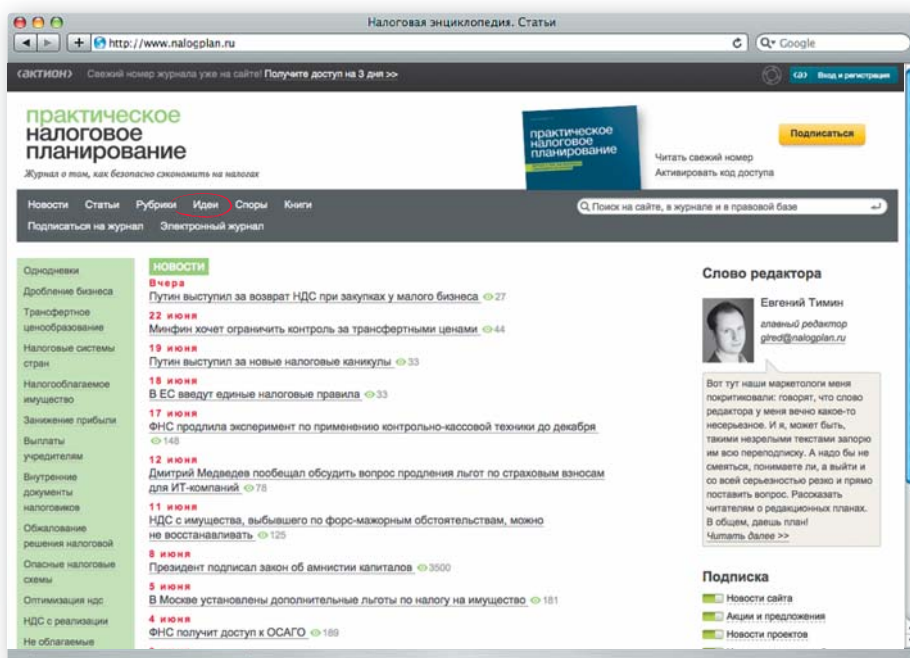 Налоговая энциклопедия. Статьи
http://www.nalogplan.ru
Google
(актион) Свежий номер журнала уже на сайте! Получите доступ на 3 дня >>
(а) Вход и регистрация
практическое
налоговое
планирование
Журнал о том, как безопасно сэкономить на налогах
практическое
налоговое
планирование
Подписаться
Читать свежий номер
Активировать код доступа
Новости Статьи Рубрики Идеи Споры Книги
Поиск на сайте, в журнале и в правовой базе
Подписаться на журнал Электронный журнал
Однодневки
Дробление бизнеса
Трансфертное
ценообразование
Налоговые системы
стран
Налогооблагаемое
имущество
Занижение прибыли
Выплаты
учредителям
Внутренние
документы
налоговиков
Обжалование
решения налоговой
Опасные налоговые
схемы
Оптимизация ндс
НДС с реализации
Не облагаемые
НОВОСТИ
Вчера
Путин выступил за возврат НДС при закупках у малого бизнеса 27
22 июня
Минфин хочет ограничить контроль за трансфертными ценами 44
19 июня
Путин выступил за новые налоговые каникулы 33
18 июня
В ЕС введут единые налоговые правила 33
17 июня
ФНС продлила эксперимент по применению контрольно-кассовой техники до декабря
148
12 июня
Дмитрий Медведев пообещал обсудить вопрос продления льгот по страховым взносам
для ИТ-компаний 78
11 июня
НДС с имущества, выбывшего по форс-мажорным обстоятельствам, можно
не восстанавливать 125
8 июня
Президент подписал закон об амнистии капиталов 3500
5 июня
В Москве установлены дополнительные льготы по налогу на имущество 181
4 июня
ФНС получит доступ к ОСАГО 189
Слово редактора
Евгений Тимин
главный редактор
glred@nalogplan.ru
Вот тут наши маркетологи меня
покритиковали: говорят, что слово
редактора у меня вечно какое-то
несерьезное. И я, может быть,
такими незрелыми текстами запорю
им всю переподписку. А надо бы не
смеяться, понимаете ли, а выйти и
со всей серьезностью резко и прямо
поставить вопрос. Рассказать
читателям о редакционных планах.
В общем, даешь план!
Читать далее >>
Подписка
Новости сайта
Акции и предложения
Новости проектов